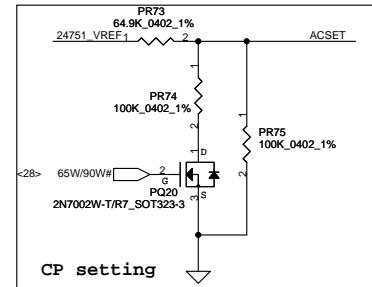 PR73
64.9K_0402_1%
24751_VREF 1 2 ACSET
1
PR74
100K_0402_1%
2
1
PR75
100K_0402_1%
2
1 D
<28> 65W/90W# 2
G
PQ20
3 S
2N7002W-T/R7_SOT323-3
CP setting